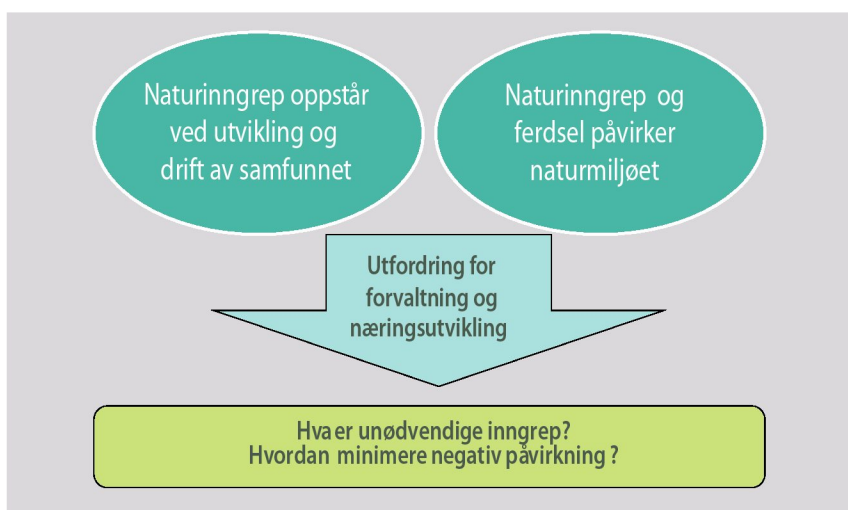 Naturinngrep oppstår
ved utvikling og
drift av samfunnet
Naturinngrep og
ferdsel påvirker
naturmiljøet
Utfordring for
forvaltning og
næringsutvikling
Hva er unødvendige inngrep?
Hvordan minimere negativ påvirkning ?